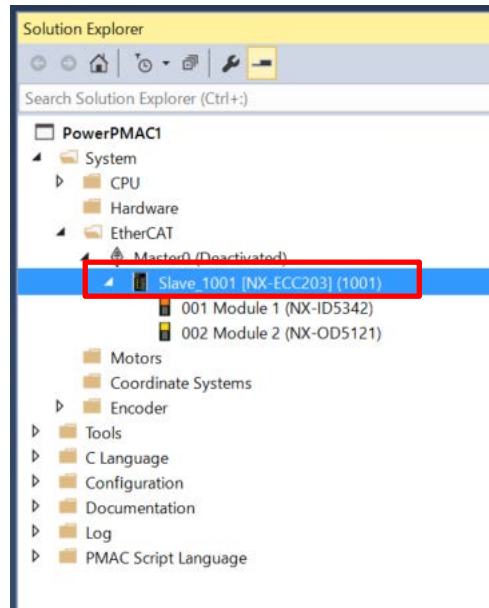 Solution Explorer
Search Solution Explorer (Ctrl+:)
PowerPMAC1
System
CPU
Hardware
EtherCAT
Master0 (Deactivated)
Slave_1001 [NX-ECC203] (1001)
001 Module 1 (NX-ID5342)
002 Module 2 (NX-OD5121)
Motors
Coordinate Systems
Encoder
Tools
C Language
Configuration
Documentation
Log
PMAC Script Language